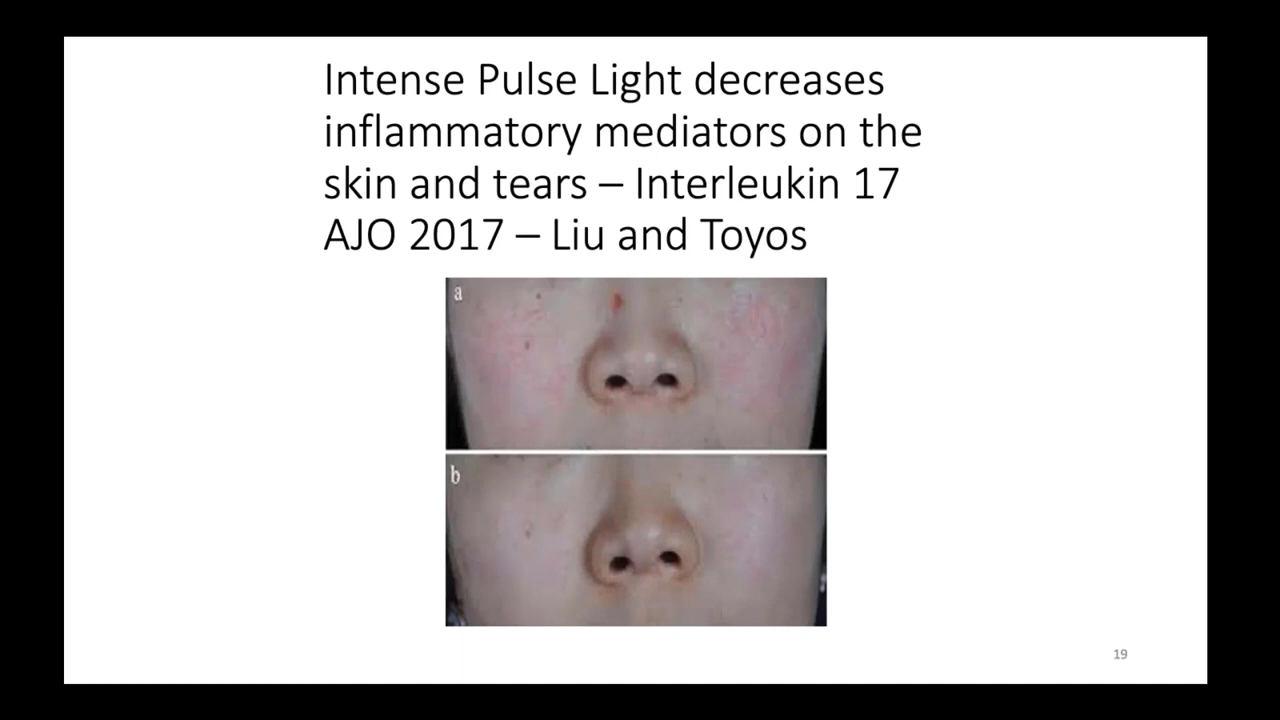 Intense Pulse Light decreases
inflammatory mediators on the
skin and tears – Interleukin 17
AJO 2017 – Liu and Toyos
a
b
19